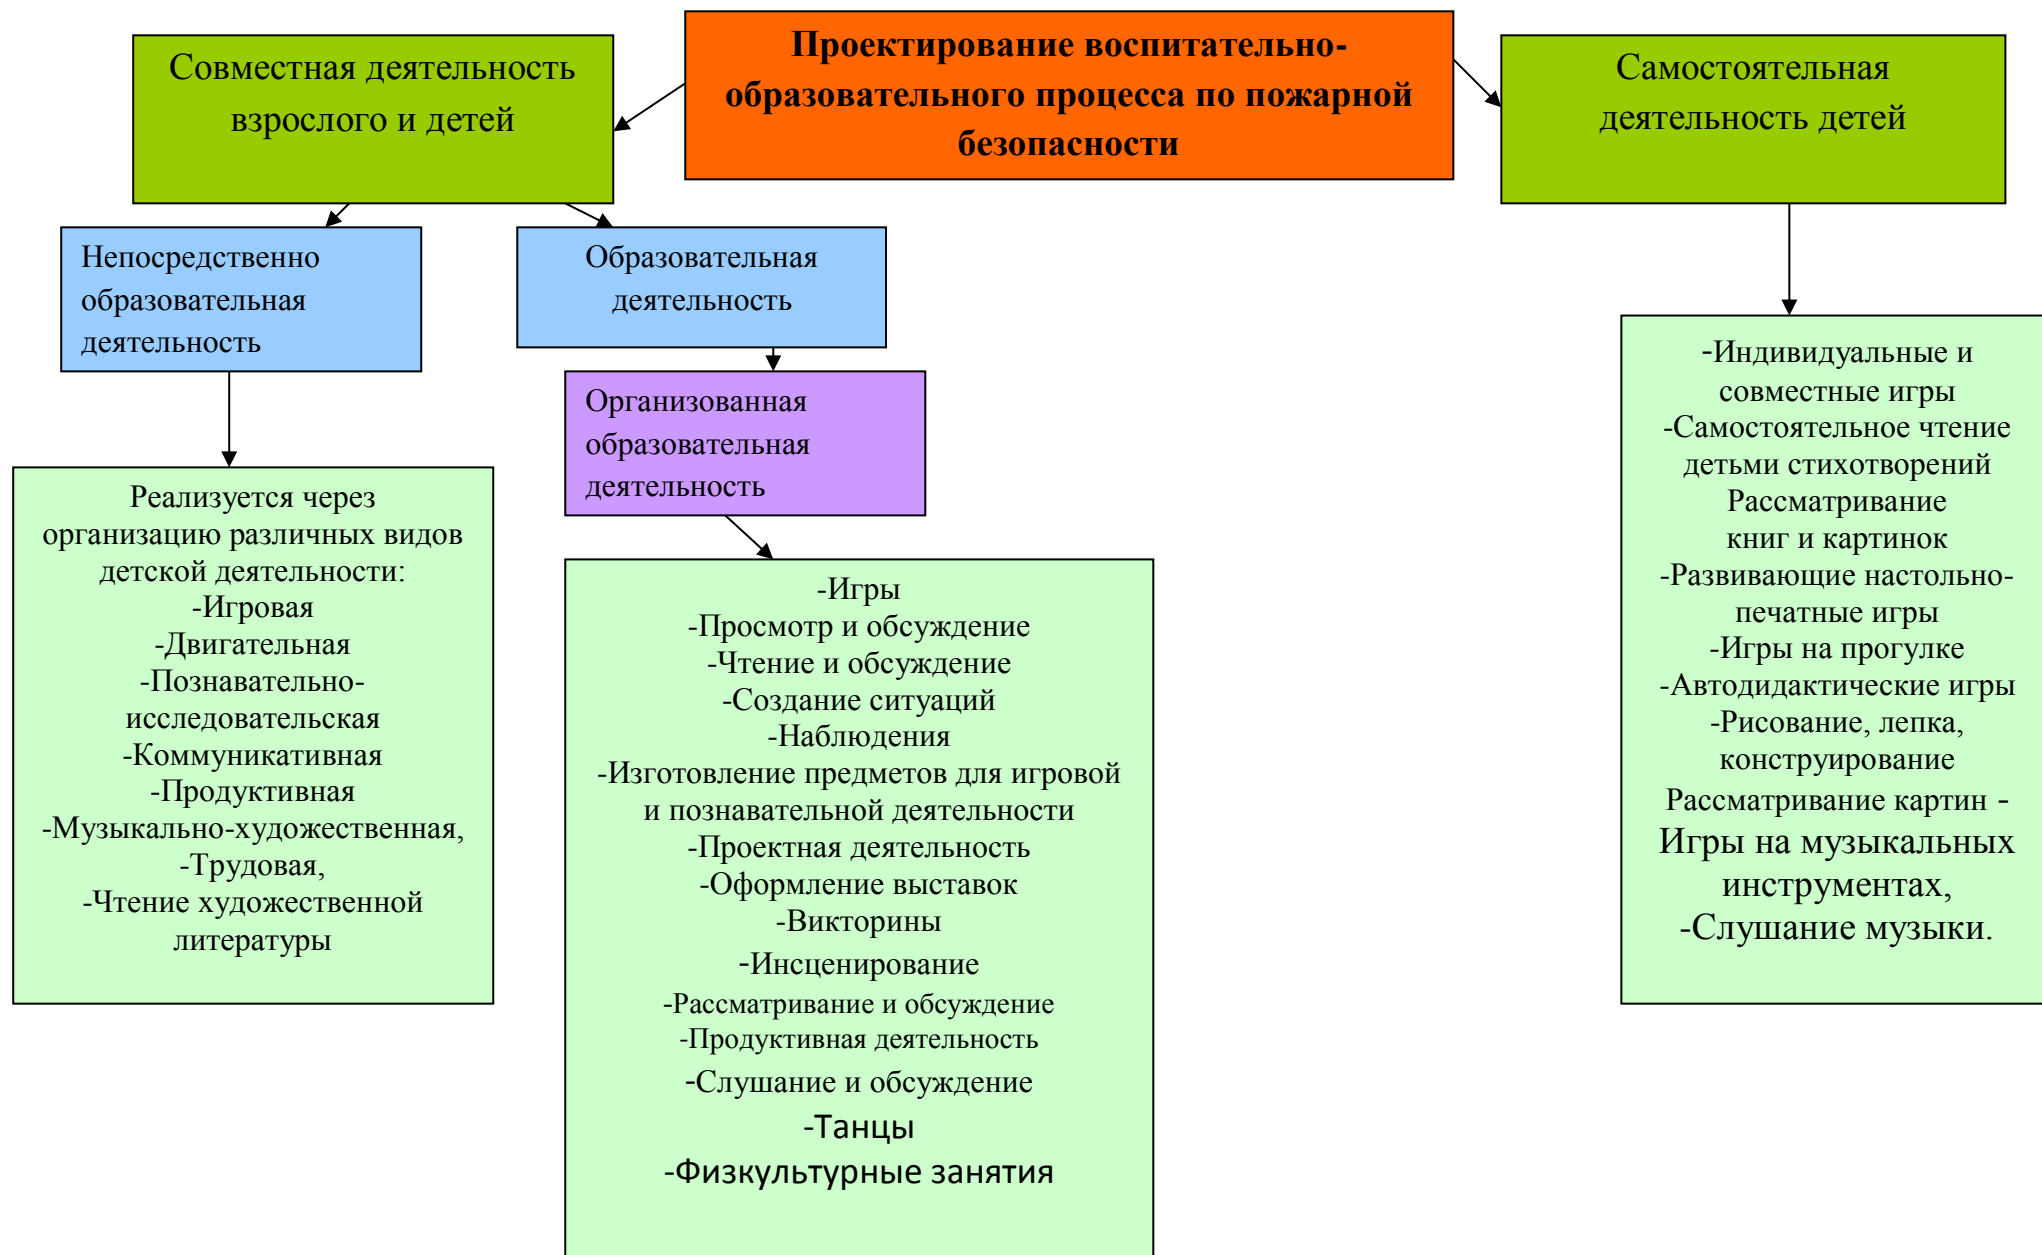 Совместная деятельность
взрослого и детей
Проектирование воспитательно-
образовательного процесса по пожарной
безопасности
Самостоятельная
деятельность детей
Непосредственно
образовательная
деятельность
Образовательная
деятельность
Организованная
образовательная
деятельность
Реализуется через
организацию различных видов
детской деятельности:
-Игровая
-Двигательная
-Познавательно-
исследовательская
-Коммуникативная
-Продуктивная
-Музыкально-художественная,
-Трудовая,
-Чтение художественной
литературы
-Игры
-Просмотр и обсуждение
-Чтение и обсуждение
-Создание ситуаций
-Наблюдения
-Изготовление предметов для игровой
и познавательной деятельности
-Проектная деятельность
-Оформление выставок
-Викторины
-Инсценирование
-Рассматривание и обсуждение
-Продуктивная деятельность
-Слушание и обсуждение
-Танцы
-Физкультурные занятия
-Индивидуальные и
совместные игры
-Самостоятельное чтение
детьми стихотворений
Рассматривание
книг и картинок
-Развивающие настольно-
печатные игры
-Игры на прогулке
-Автодидактические игры
-Рисование, лепка,
конструирование
Рассматривание картин -
Игры на музыкальных
инструментах,
-Слушание музыки.